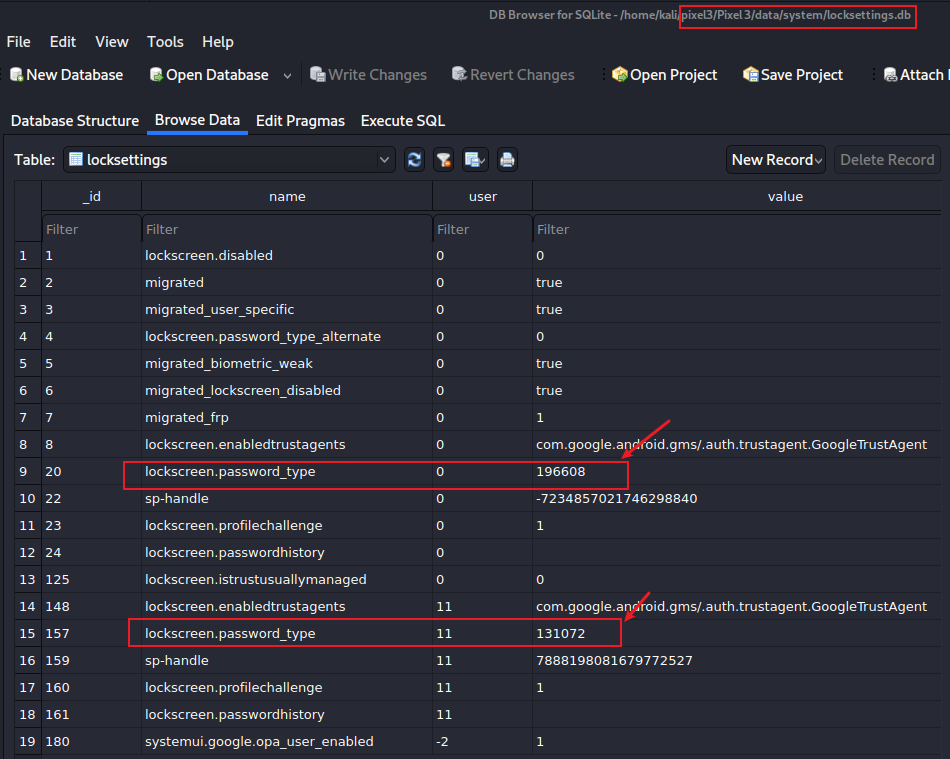 DB Browser for SQLite - /home/kali/pixel3/Pixel 3/data/system/locksettings.db
File Edit View Tools Help
New Database Open Database Write Changes Revert Changes Open Project Save Project Attach
Database Structure Browse Data Edit Pragmas Execute SQL
Table: locksettings New Record Delete Record
_id name user value
Filter Filter Filter Filter
1 1 lockscreen.disabled 0 0
2 2 migrated 0 true
3 3 migrated_user_specific 0 true
4 4 lockscreen.password_type_alternate 0 0
5 5 migrated_biometric_weak 0 true
6 6 migrated_lockscreen_disabled 0 true
7 7 migrated_frp 0 1
8 8 lockscreen.enabledtrustagents 0 com.google.android.gms/.auth.trustagent.GoogleTrustAgent
9 20 lockscreen.password_type 0 196608
10 22 sp-handle 0 -7234857021746298840
11 23 lockscreen.profilechallenge 0 1
12 24 lockscreen.passwordhistory 0
13 125 lockscreen.istrustusuallymanaged 0 0
14 148 lockscreen.enabledtrustagents 11 com.google.android.gms/.auth.trustagent.GoogleTrustAgent
15 157 lockscreen.password_type 11 131072
16 159 sp-handle 11 7888198081679772527
17 160 lockscreen.profilechallenge 11 1
18 161 lockscreen.passwordhistory 11
19 180 systemui.google.opa_user_enabled -2 1